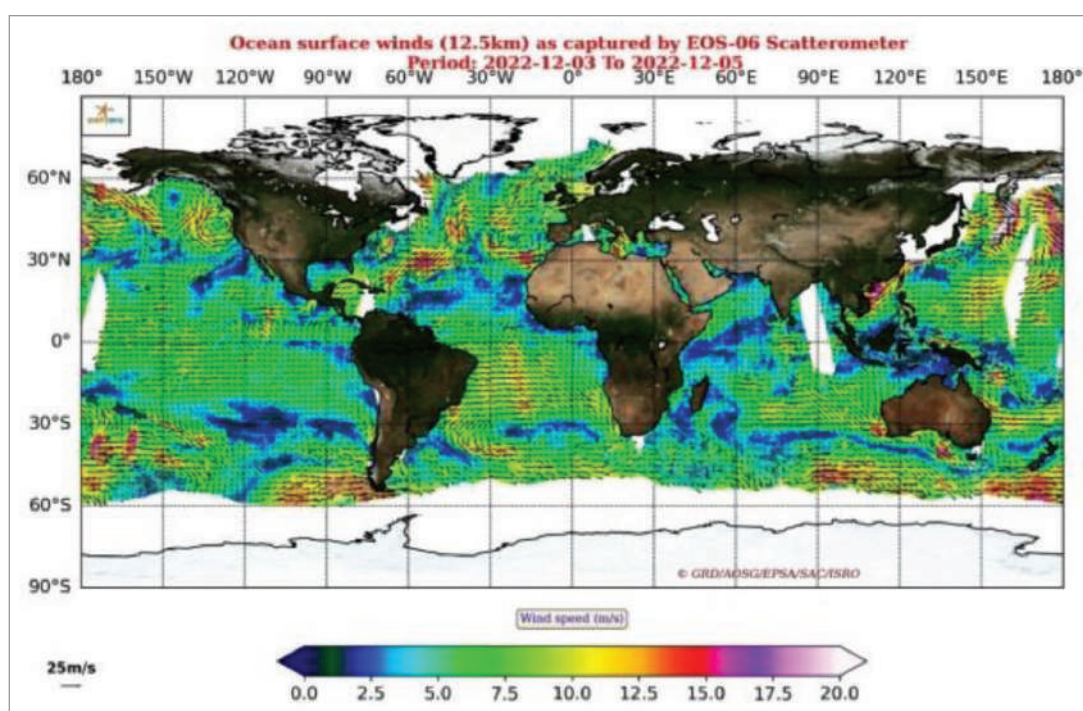 Ocean surface winds (12.5km) as captured by EOS-06 Scatterometer
Period: 2022-12-03 To 2022-12-05
180° 150°W 120°W 90°W 60°W 30°W 0° 30°E 60°E 90°E 120°E 150°E 180°
60°N
30°N
0°
30°S
60°S
90°S
© GRD/AOSG/EPSA/SAC/ISRO
Wind speed (m/s)
25m/s
0.0 2.5 5.0 7.5 10.0 12.5 15.0 17.5 20.0